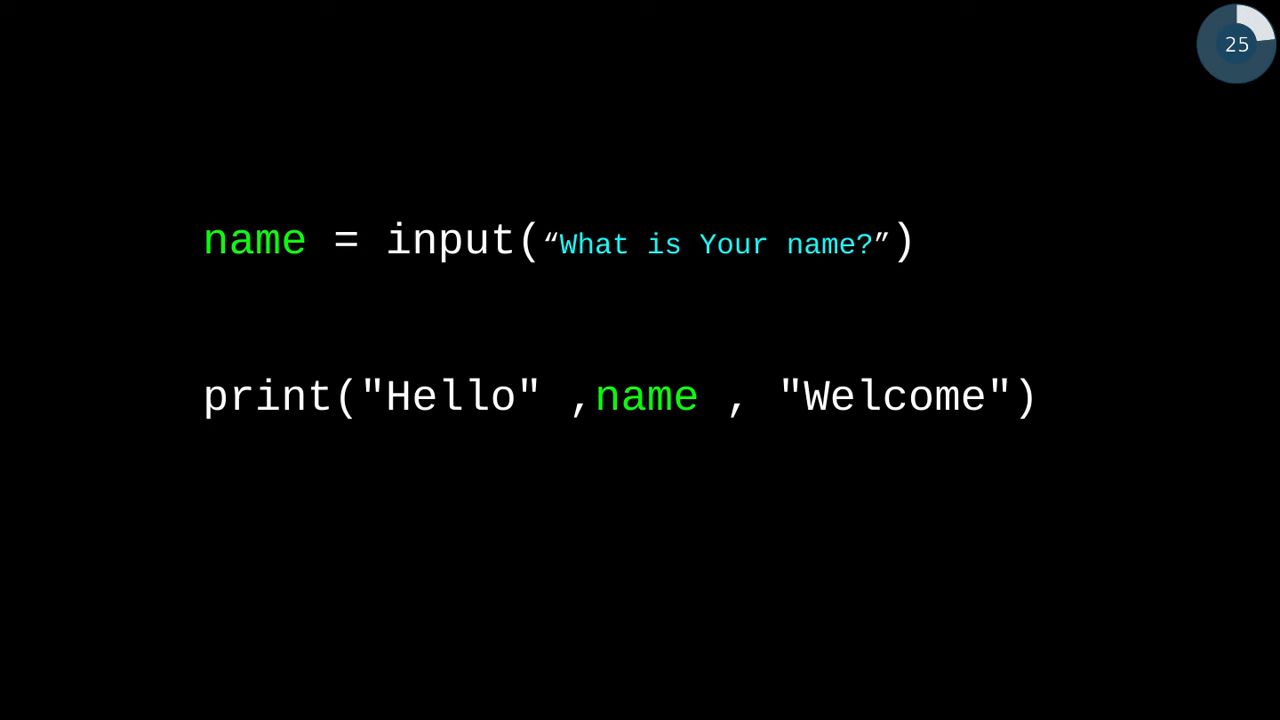 25
name = input(“What is Your name?”)
print("Hello" ,name , "Welcome")